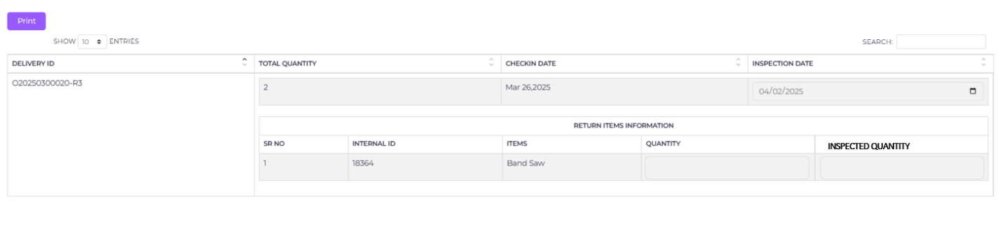 Print
SHOW 10 ENTRIES
SEARCH:
DELIVERY ID TOTAL QUANTITY CHECKIN DATE INSPECTION DATE
O20250300020-R3 2 Mar 26,2025 04/02/2025
RETURN ITEMS INFORMATION
SR NO INTERNAL ID ITEMS QUANTITY INSPECTED QUANTITY
1 18364 Band Saw